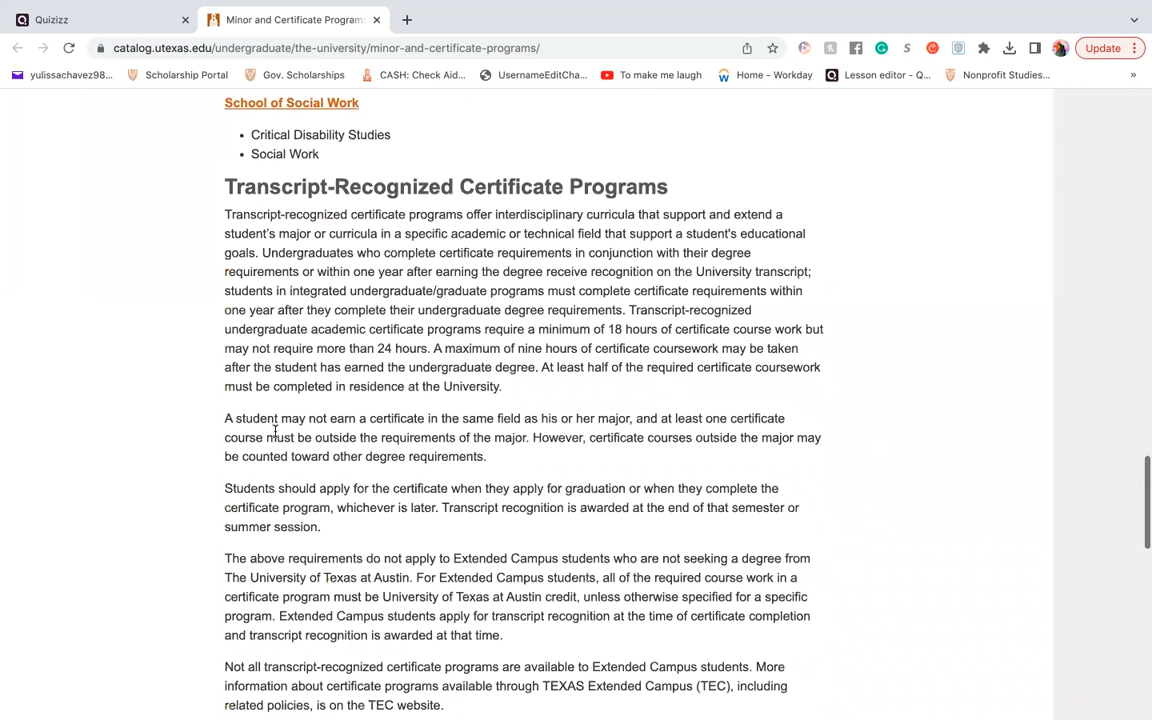 Quizizz
Minor and Certificate Program
catalog.utexas.edu/undergraduate/the-university/minor-and-certificate-programs/
Update
yulissachavez98...
Scholarship Portal
Gov. Scholarships
CASH: Check Aid...
UsernameEditCha...
To make me laugh
Home - Workday
Lesson editor - Q...
Nonprofit Studies...
»
School of Social Work
• Critical Disability Studies
• Social Work
Transcript-Recognized Certificate Programs
Transcript-recognized certificate programs offer interdisciplinary curricula that support and extend a
student's major or curricula in a specific academic or technical field that support a student's educational
goals. Undergraduates who complete certificate requirements in conjunction with their degree
requirements or within one year after earning the degree receive recognition on the University transcript;
students in integrated undergraduate/graduate programs must complete certificate requirements within
one year after they complete their undergraduate degree requirements. Transcript-recognized
undergraduate academic certificate programs require a minimum of 18 hours of certificate course work but
may not require more than 24 hours. A maximum of nine hours of certificate coursework may be taken
after the student has earned the undergraduate degree. At least half of the required certificate coursework
must be completed in residence at the University.
A student may not earn a certificate in the same field as his or her major, and at least one certificate
course must be outside the requirements of the major. However, certificate courses outside the major may
be counted toward other degree requirements.
Students should apply for the certificate when they apply for graduation or when they complete the
certificate program, whichever is later. Transcript recognition is awarded at the end of that semester or
summer session.
The above requirements do not apply to Extended Campus students who are not seeking a degree from
The University of Texas at Austin. For Extended Campus students, all of the required course work in a
certificate program must be University of Texas at Austin credit, unless otherwise specified for a specific
program. Extended Campus students apply for transcript recognition at the time of certificate completion
and transcript recognition is awarded at that time.
Not all transcript-recognized certificate programs are available to Extended Campus students. More
information about certificate programs available through TEXAS Extended Campus (TEC), including
related policies, is on the TEC website.